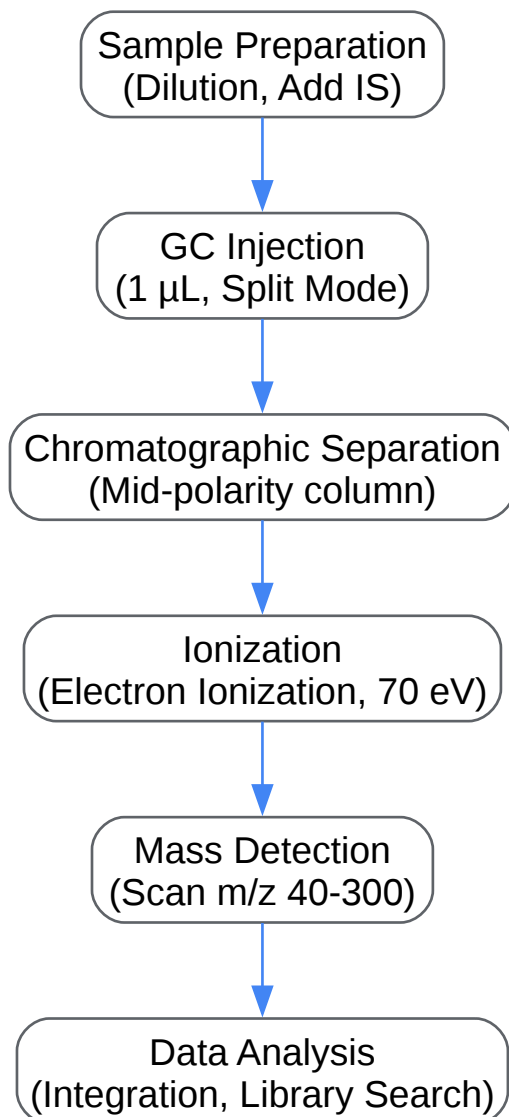 Sample Preparation
(Dilution, Add IS)
GC Injection
(1 µL, Split Mode)
Chromatographic Separation
(Mid-polarity column)
Ionization
(Electron Ionization, 70 eV)
Mass Detection
(Scan m/z 40-300)
Data Analysis
(Integration, Library Search)